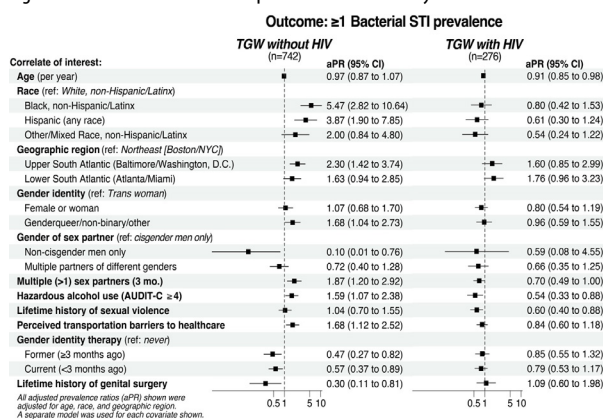 Outcome: ≥1 Bacterial STI prevalence
TGW without HIV TGW with HIV
(n=742) (n=276)
Correlate of interest: aPR (95% CI) aPR (95% CI)
Age (per year) 0.97 (0.87 to 1.07) 0.91 (0.85 to 0.98)
Race (ref: White, non-Hispanic/Latinx)
Black, non-Hispanic/Latinx 5.47 (2.82 to 10.64) 0.80 (0.42 to 1.53)
Hispanic (any race) 3.87 (1.90 to 7.85) 0.61 (0.30 to 1.24)
Other/Mixed Race, non-Hispanic/Latinx 2.00 (0.84 to 4.80) 0.54 (0.24 to 1.22)
Geographic region (ref: Northeast [Boston/NYC])
Upper South Atlantic (Baltimore/Washington, D.C.) 2.30 (1.42 to 3.74) 1.60 (0.85 to 2.99)
Lower South Atlantic (Atlanta/Miami) 1.63 (0.94 to 2.85) 1.76 (0.96 to 3.23)
Gender identity (ref: Trans woman)
Female or woman 1.07 (0.68 to 1.70) 0.80 (0.54 to 1.19)
Genderqueer/non-binary/other 1.68 (1.04 to 2.73) 0.96 (0.59 to 1.55)
Gender of sex partner (ref: cisgender men only)
Non-cisgender men only 0.10 (0.01 to 0.76) 0.59 (0.08 to 4.55)
Multiple partners of different genders 0.72 (0.40 to 1.28) 0.66 (0.35 to 1.25)
Multiple (>1) sex partners (3 mo.) 1.87 (1.20 to 2.92) 0.70 (0.49 to 1.00)
Hazardous alcohol use (AUDIT-C ≥4) 1.59 (1.07 to 2.38) 0.54 (0.33 to 0.88)
Lifetime history of sexual violence 1.04 (0.70 to 1.55) 0.60 (0.40 to 0.88)
Perceived transportation barriers to healthcare 1.68 (1.12 to 2.52) 0.84 (0.60 to 1.18)
Gender identity therapy (ref: never)
Former (≥3 months ago) 0.47 (0.27 to 0.82) 0.85 (0.55 to 1.32)
Current (<3 months ago) 0.57 (0.37 to 0.89) 0.79 (0.53 to 1.17)
Lifetime history of genital surgery 0.30 (0.11 to 0.81) 1.09 (0.60 to 1.98)
All adjusted prevalence ratios (aPR) shown were 0.5 1 5 10 0.5 1 5 10
adjusted for age, race, and geographic region.
A separate model was used for each covariate shown.